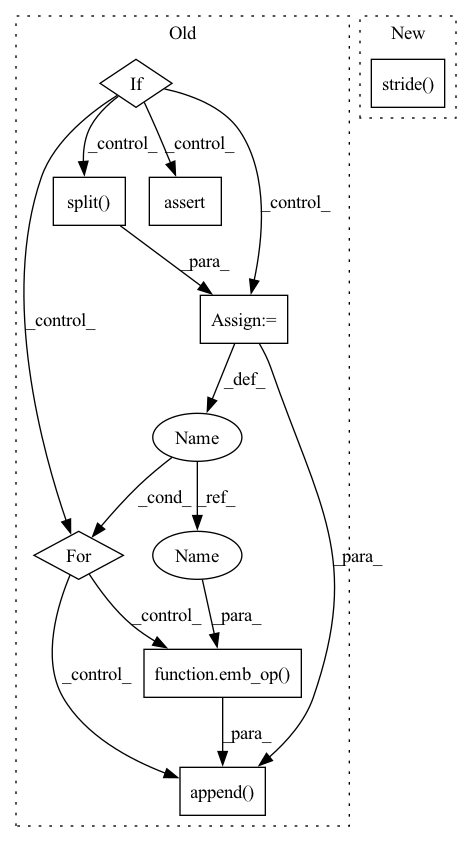 Old
New
If
stride()
_control_
_control_
split()
assert
_control_
_para_
_control_
Assign:=
_def_
Name
_cond_
_ref_
For
Name
_para_
_control_
_para_
_control_
function.emb_op()
_para_
append()